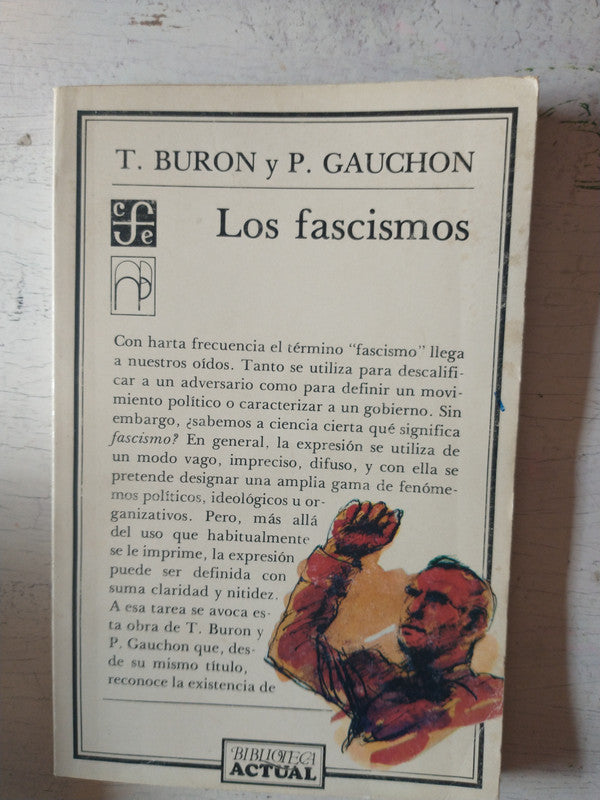 T. BURON y P. GAUCHON
Los fascismos
cfe
Con harta frecuencia el término "fascismo" llega
a nuestros oídos. Tanto se utiliza para descalifi-
car a un adversario como para definir un movi-
miento político o caracterizar a un gobierno. Sin
embargo, ¿sabemos a ciencia cierta qué significa
fascismo? En general, la expresión se utiliza de
un modo vago, impreciso, difuso, y con ella se
pretende designar una amplia gama de fenóme-
nos políticos, ideológicos u or-
ganizativos. Pero, más allá
del uso que habitualmente
se le imprime, la expresión
puede ser definida con
suma claridad y nitidez.
A esa tarea se avoca es-
ta obra de T. Buron y
P. Gauchon que, des-
de su mismo título,
reconoce la existencia de
BIBLIOTECA
ACTUAL